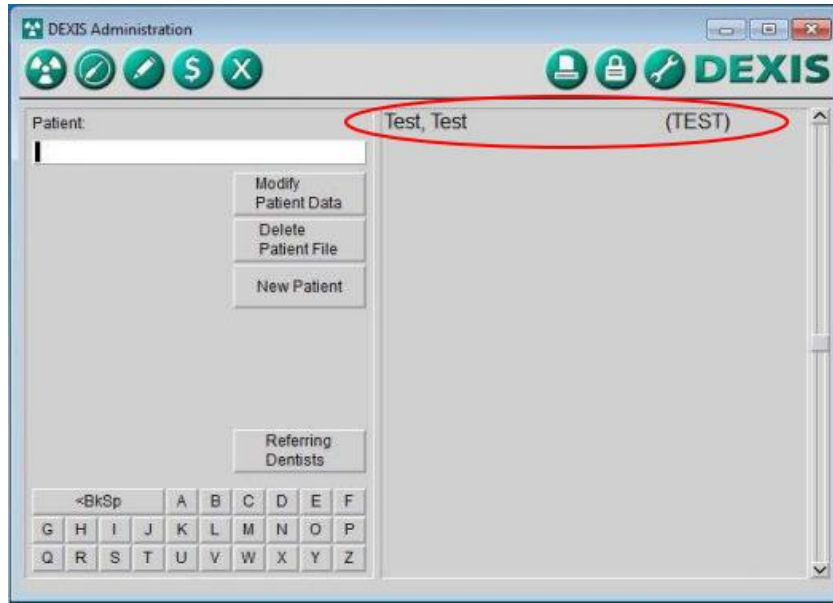 DEXIS Administration
$ X
DEXIS
Patient:
Test, Test (TEST)
Modify
Patient Data
Delete
Patient File
New Patient
Referring
Dentists
<BkSp A B C D E F
G H I J K L M N O P
Q R S T U V W X Y Z